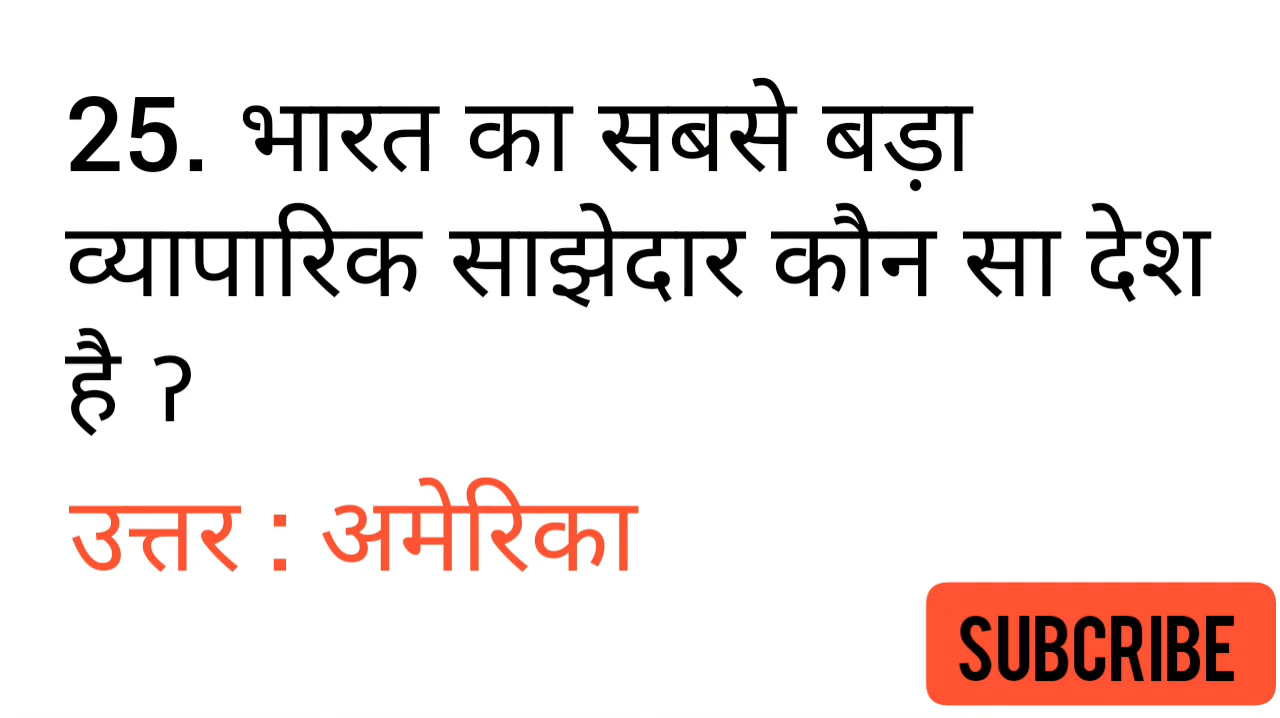 25. भारत का सबसे बड़ा
व्यापारिक साझेदार कौन सा देश
है ?
उत्तर : अमेरिका
SUBCRIBE